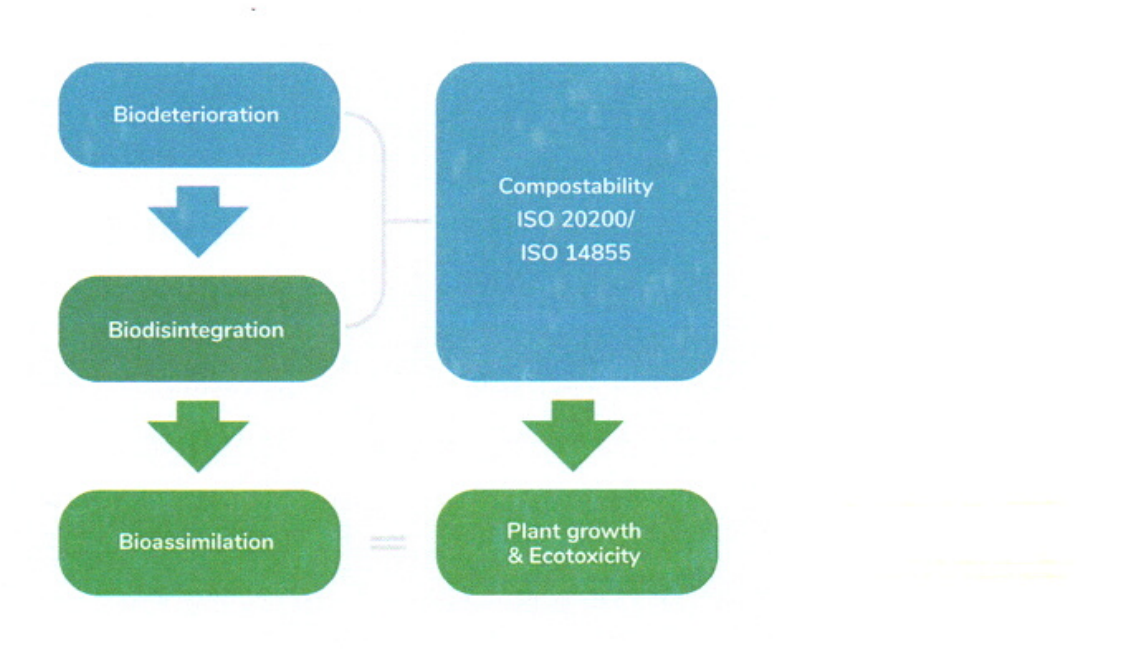 Biodeterioration
Biodisintegration
Bioassimilation
Compostability
ISO 20200/
ISO 14855
Plant growth
& Ecotoxicity